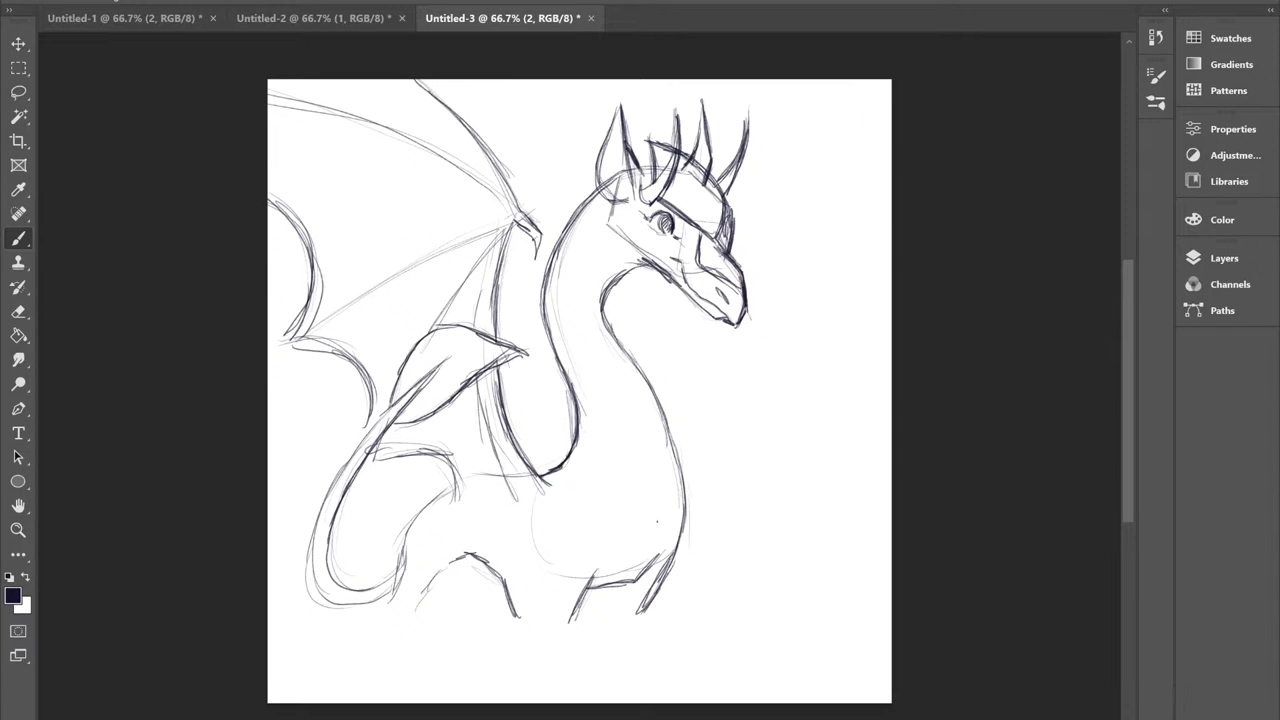 Untitled-1 @ 66.7% (2, RGB/8) *
Untitled-2 @ 66.7% (1, RGB/8) *
Untitled-3 @ 66.7% (2, RGB/8) *
Swatches
Gradients
Patterns
Properties
Adjustme...
Libraries
Color
Layers
Channels
Paths